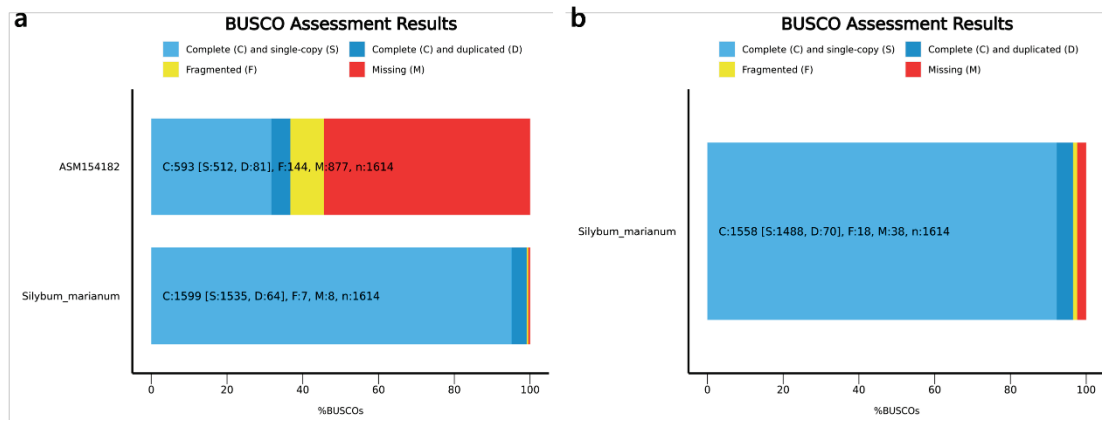 a
BUSCO Assessment Results
Complete (C) and single-copy (S)
Complete (C) and duplicated (D)
Fragmented (F)
Missing (M)
ASM154182
C:593 [S:512, D:81], F:144, M:877, n:1614
Silybum_marianum
C:1599 [S:1535, D:64], F:7, M:8, n:1614
0 20 40 60 80 100
%BUSCOs
b
BUSCO Assessment Results
Complete (C) and single-copy (S)
Complete (C) and duplicated (D)
Fragmented (F)
Missing (M)
Silybum_marianum
C:1558 [S:1488, D:70], F:18, M:38, n:1614
0 20 40 60 80 100
%BUSCOs